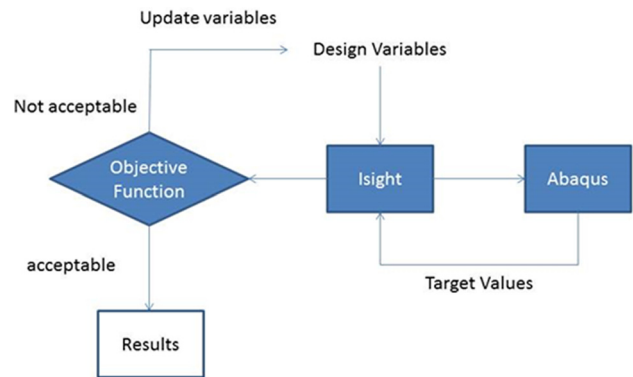 Update variables
Design Variables
Not acceptable
Objective
Function
Isight
Abaqus
acceptable
Target Values
Results